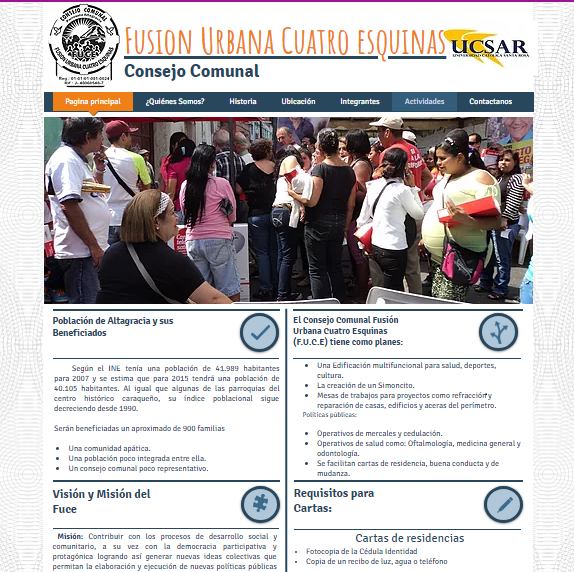 CONSEJO COMUNAL
F.U.C.E
FUSIÓN URBANA CUATRO ESQUINAS
FUSION URBANA CUATRO ESQUINAS
Consejo Comunal
UCSAR
UNIVERSIDAD CATÓLICA SANTA ROSA
Pagina principal
¿Quiénes Somos?
Historia
Ubicación
Integrantes
Actividades
Contactanos
Población de Altagracia y sus
Beneficiados
Según el INE tenía una población de 41.989 habitantes
para 2007 y se estima que para 2015 tendrá una población de
40.105 habitantes. Al igual que algunas de las parroquias del
centro histórico caraqueño, su índice poblacional sigue
decreciendo desde 1990.
Serán beneficiadas un aproximado de 900 familias
• Una comunidad apática.
• Una población poco integrada entre ella.
• Un consejo comunal poco representativo.
El Consejo Comunal Fusión
Urbana Cuatro Esquinas
(F.U.C.E) tiene como planes:
• Una Edificación multifuncional para salud, deportes,
cultura.
• La creación de un Simoncito.
• Mesas de trabajos para proyectos como refracción y
reparación de casas, edificios y aceras del perímetro.
Políticas públicas:
• Operativos de mercales y cedulación.
• Operativos de salud como: Oftalmología, medicina general y
odontología.
• Se facilitan cartas de residencia, buena conducta y de
mudanza.
Visión y Misión del
Fuce
Misión: Contribuir con los procesos de desarrollo social y
comunitario, a su vez con la democracia participativa y
protagónica logrando así generar nuevas ideas colectivas que
permitan la elaboración y ejecución de nuevas políticas públicas
Requisitos para
Cartas:
Cartas de residencias
• Fotocopia de la Cédula Identidad
• Copia de un recibo de luz, agua o teléfono